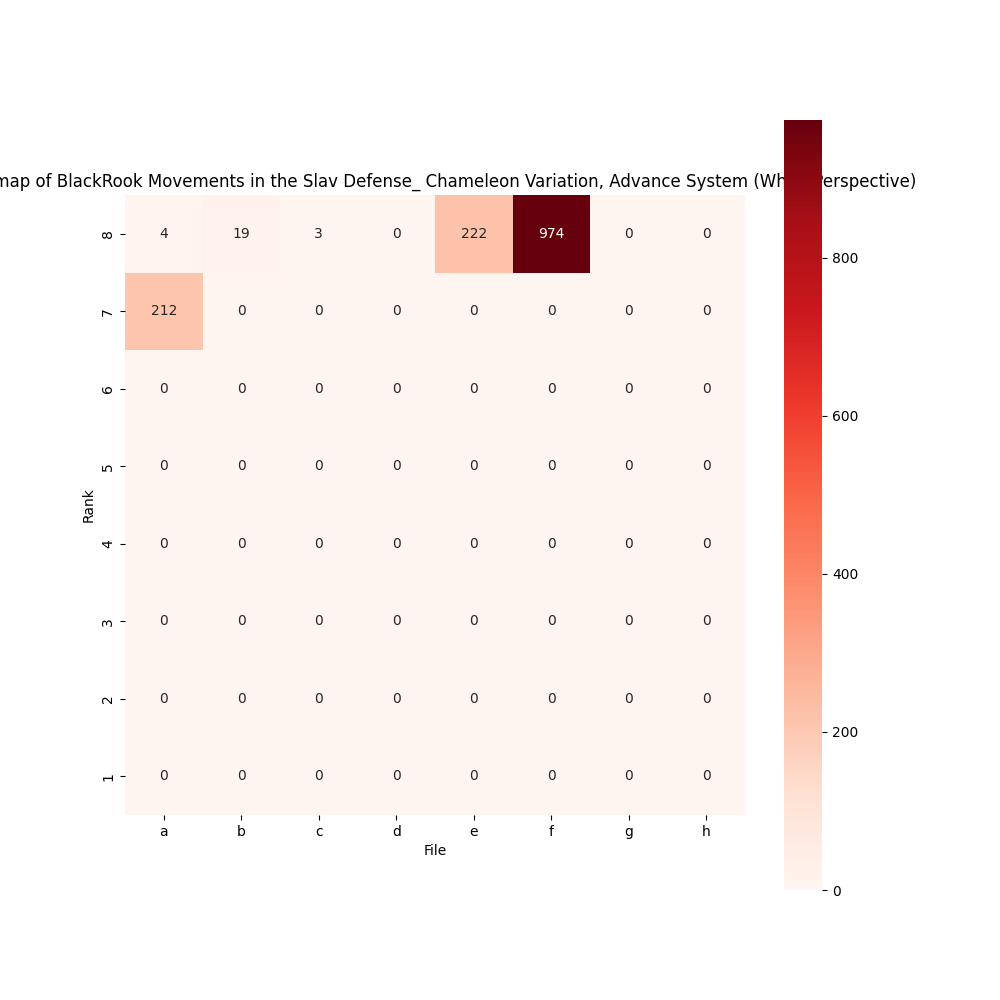 map of BlackRook Movements in the Slav Defense_ Chameleon Variation, Advance System (Wh Perspective)
8 4 19 3 0 222 974 0 0
7 212 0 0 0 0 0 0 0
6 0 0 0 0 0 0 0 0
5 0 0 0 0 0 0 0 0
4 0 0 0 0 0 0 0 0
3 0 0 0 0 0 0 0 0
2 0 0 0 0 0 0 0 0
1 0 0 0 0 0 0 0 0
a b c d e f g h
File
Rank
800
600
400
200
0